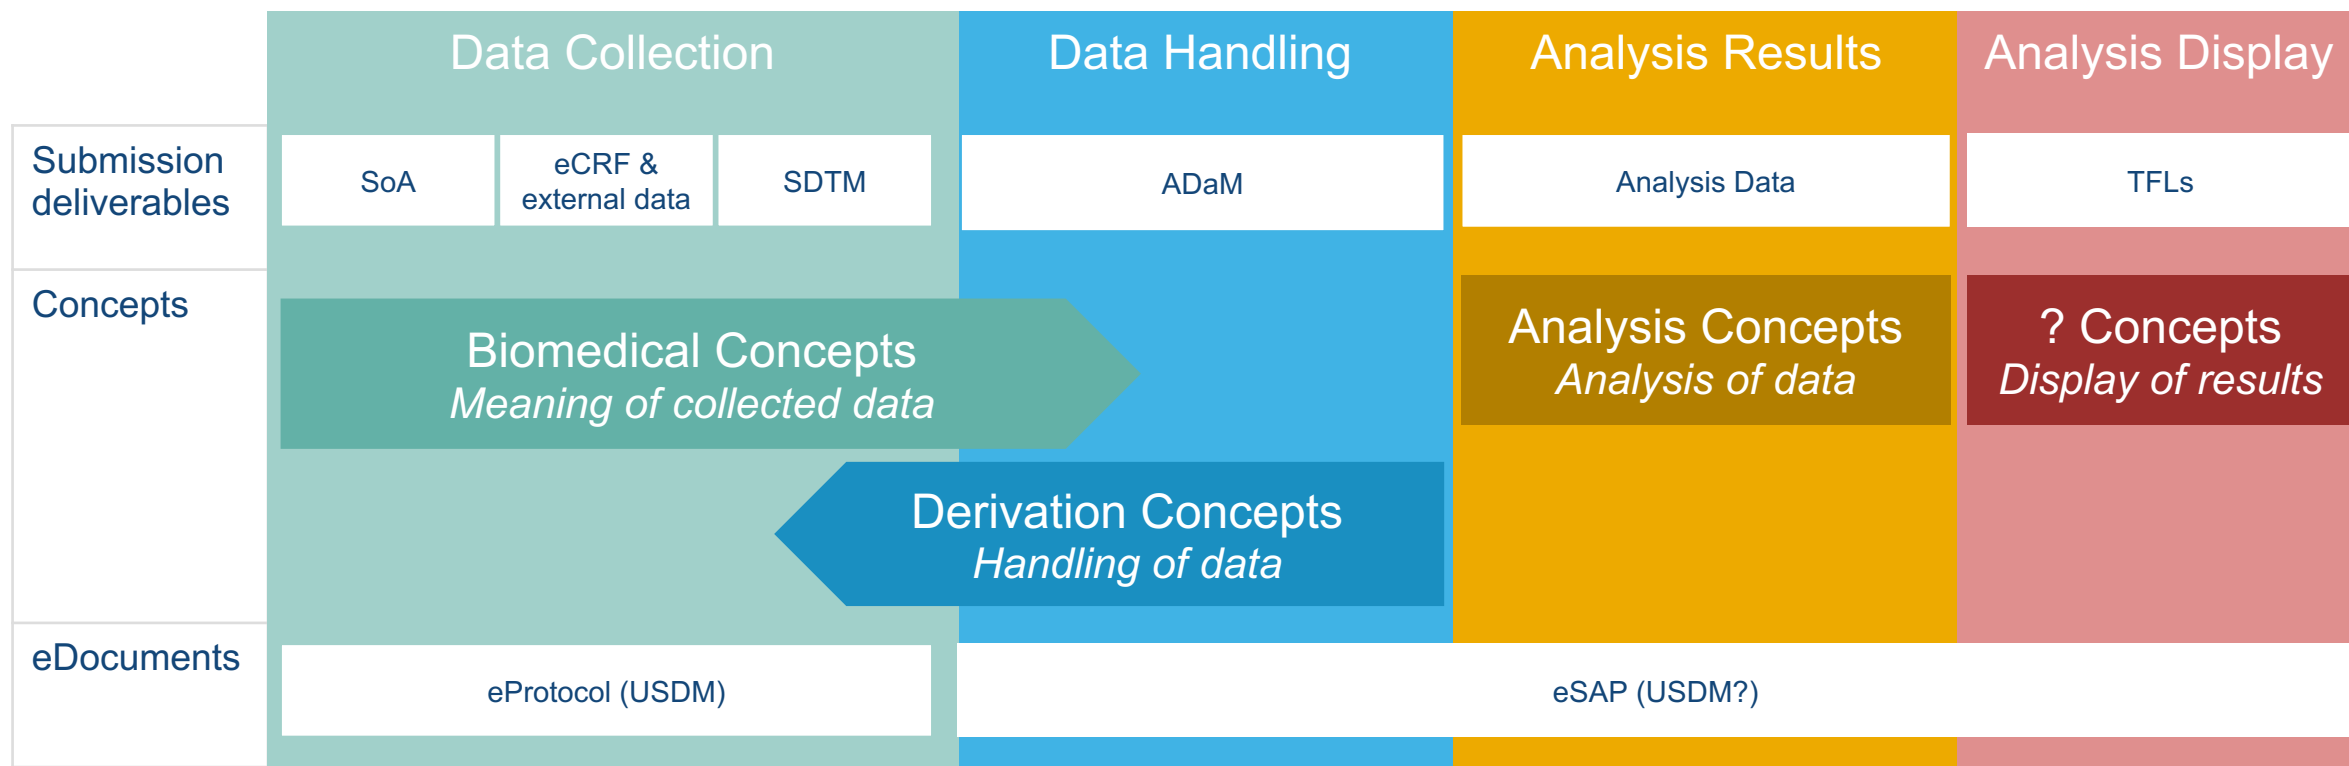 Data Collection
Data Handling
Analysis Results
Analysis Display
Submission
deliverables
SoA
eCRF &
external data
SDTM
ADaM
Analysis Data
TFLs
Concepts
Biomedical Concepts
Meaning of collected data
Analysis Concepts
Analysis of data
? Concepts
Display of results
Derivation Concepts
Handling of data
eDocuments
eProtocol (USDM)
eSAP (USDM?)